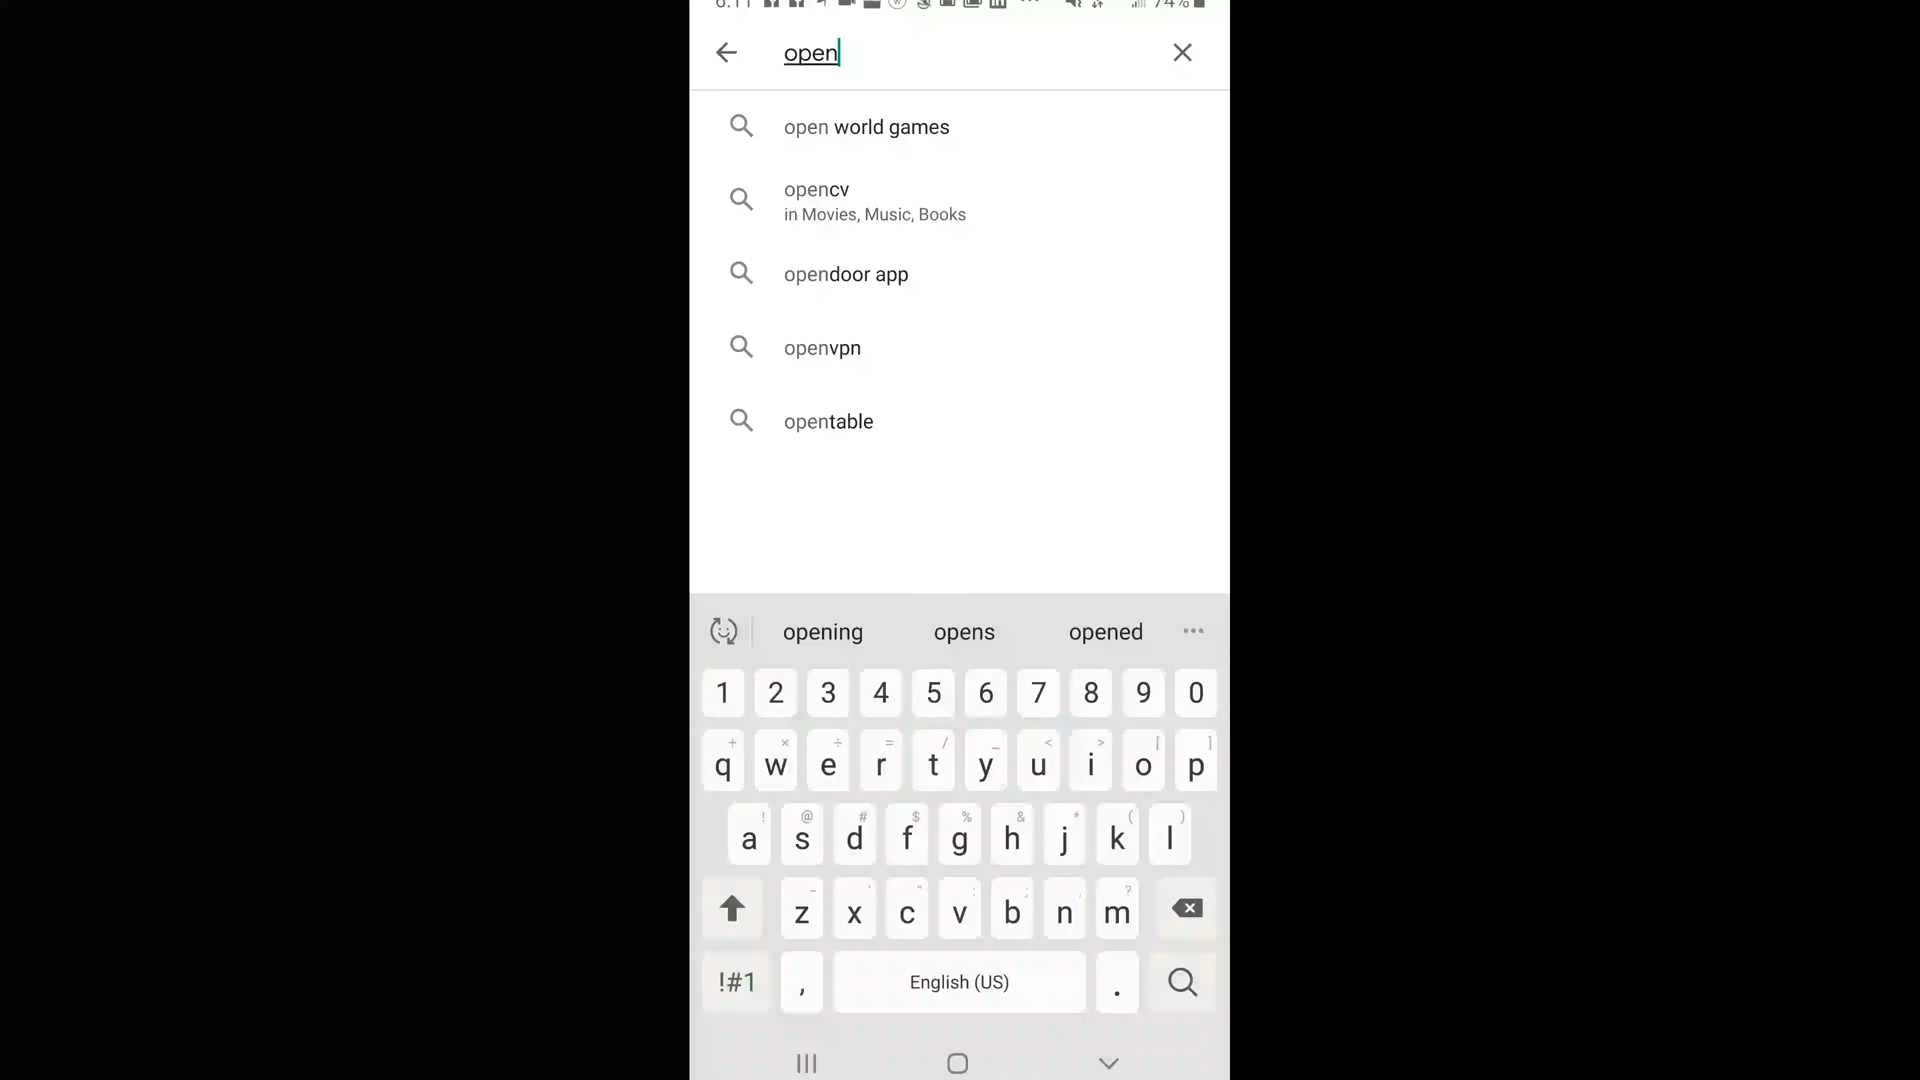 open
open world games
opencv
in Movies, Music, Books
opendoor app
openvpn
opentable
opening opens opened
1 2 3 4 5 6 7 8 9 0
+ × ÷ = / _ < > [ ]
q w e r t y u i o p
! @ # $ % & * ( )
a s d f g h j k l
z x c v b n m
!#1 , English (US) .